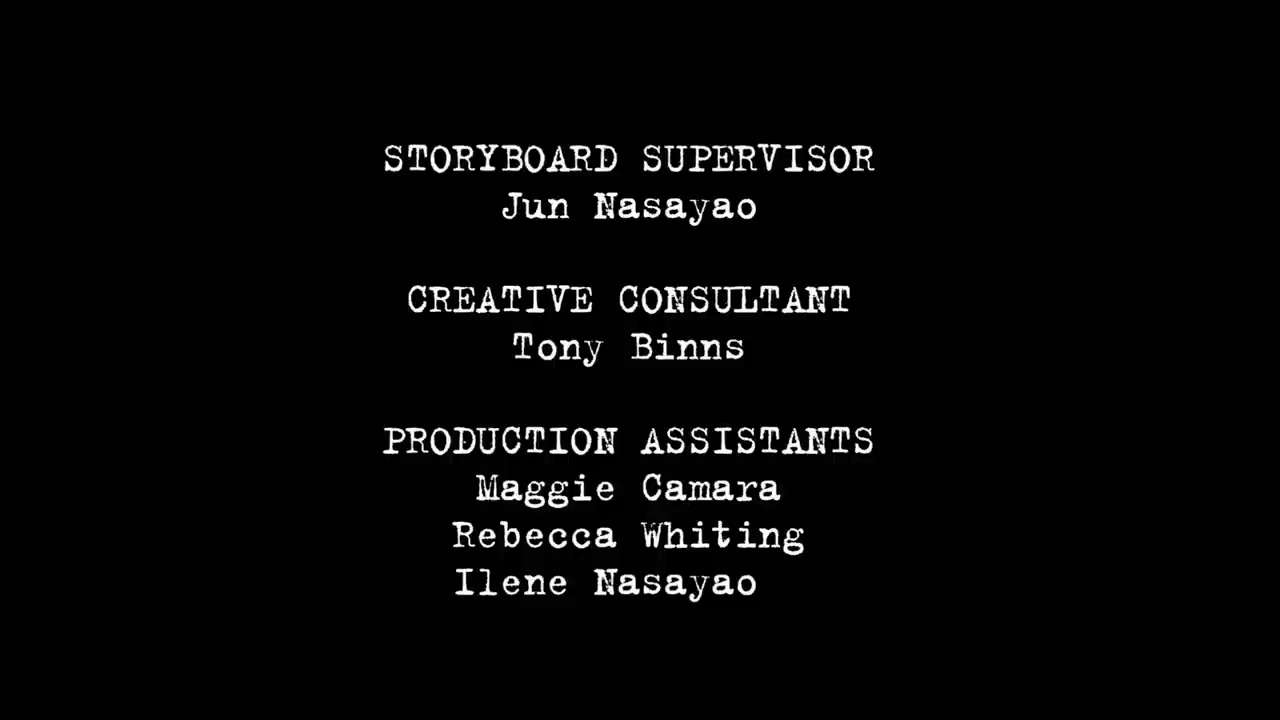 STORYBOARD SUPERVISOR
Jun Nasayao
CREATIVE CONSULTANT
Tony Binns
PRODUCTION ASSISTANTS
Maggie Camara
Rebecca Whiting
Ilene Nasayao